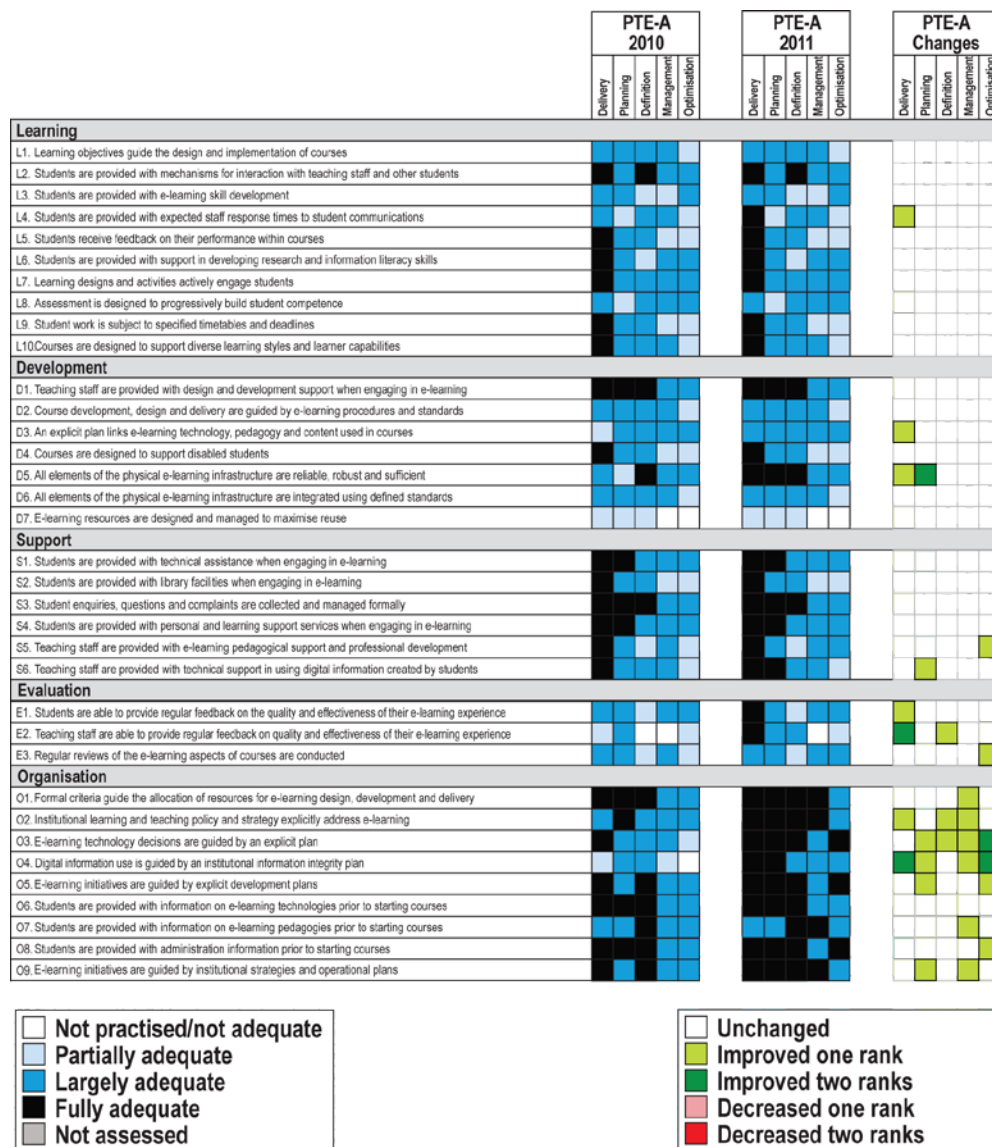 PTE-A
2010
PTE-A
2011
PTE-A
Changes
Delivery
Planning
Definition
Management
Optimisation
Delivery
Planning
Definition
Management
Optimisation
Delivery
Planning
Definition
Management
Optimisation
Learning
L1. Learning objectives guide the design and implementation of courses
L2. Students are provided with mechanisms for interaction with teaching staff and other students
L3. Students are provided with e-learning skill development
L4. Students are provided with expected staff response times to student communications
L5. Students receive feedback on their performance within courses
L6. Students are provided with support in developing research and information literacy skills
L7. Learning designs and activities actively engage students
L8. Assessment is designed to progressively build student competence
L9. Student work is subject to specified timetables and deadlines
L10.Courses are designed to support diverse learning styles and learner capabilities
Development
D1. Teaching staff are provided with design and development support when engaging in e-learning
D2. Course development, design and delivery are guided by e-learning procedures and standards
D3. An explicit plan links e-learning technology, pedagogy and content used in courses
D4. Courses are designed to support disabled students
D5. All elements of the physical e-learning infrastructure are reliable, robust and sufficient
D6. All elements of the physical e-learning infrastructure are integrated using defined standards
D7. E-learning resources are designed and managed to maximise reuse
Support
S1. Students are provided with technical assistance when engaging in e-learning
S2. Students are provided with library facilities when engaging in e-learning
S3. Student enquiries, questions and complaints are collected and managed formally
S4. Students are provided with personal and learning support services when engaging in e-learning
S5. Teaching staff are provided with e-learning pedagogical support and professional development
S6. Teaching staff are provided with technical support in using digital information created by students
Evaluation
E1. Students are able to provide regular feedback on the quality and effectiveness of their e-learning experience
E2. Teaching staff are able to provide regular feedback on quality and effectiveness of their e-learning experience
E3. Regular reviews of the e-learning aspects of courses are conducted
Organisation
O1. Formal criteria guide the allocation of resources for e-learning design, development and delivery
O2. Institutional learning and teaching policy and strategy explicitly address e-learning
O3. E-learning technology decisions are guided by an explicit plan
O4. Digital information use is guided by an institutional information integrity plan
O5. E-learning initiatives are guided by explicit development plans
O6. Students are provided with information on e-learning technologies prior to starting courses
O7. Students are provided with information on e-learning pedagogies prior to starting courses
O8. Students are provided with administration information prior to starting courses
O9. E-learning initiatives are guided by institutional strategies and operational plans
Not practised/not adequate
Partially adequate
Largely adequate
Fully adequate
Not assessed
Unchanged
Improved one rank
Improved two ranks
Decreased one rank
Decreased two ranks